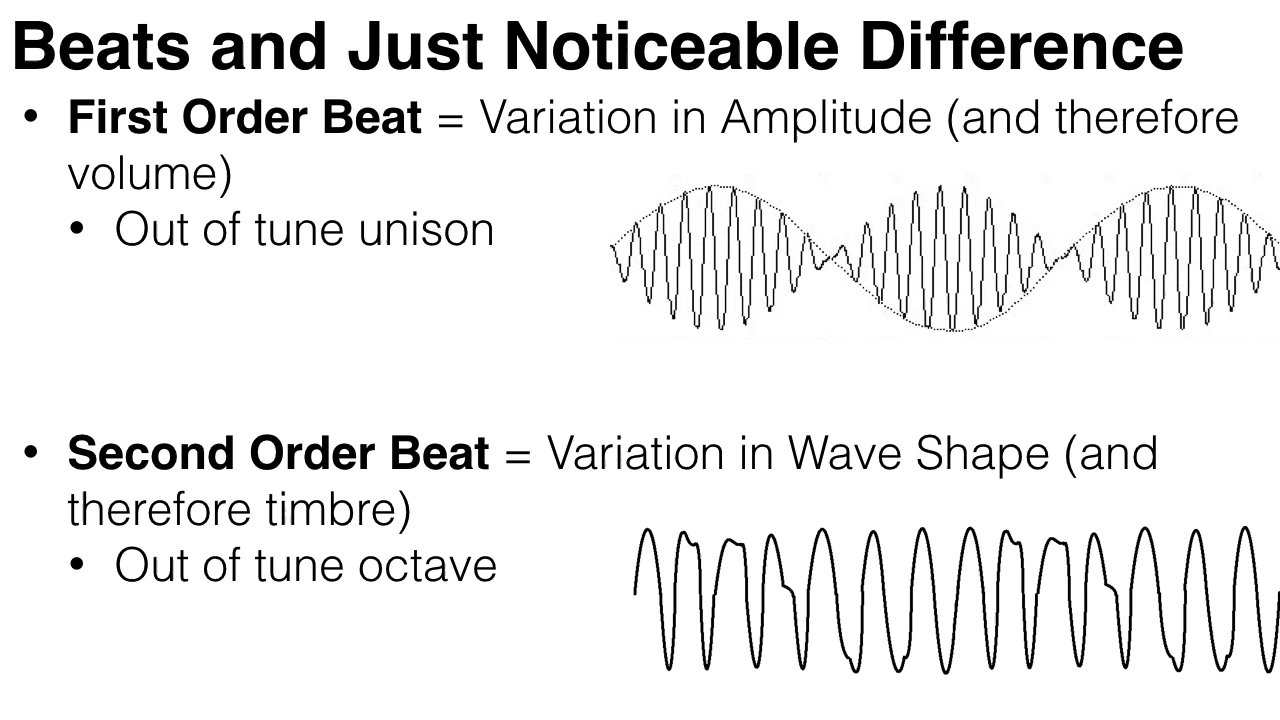 Beats and Just Noticeable Difference
• First Order Beat = Variation in Amplitude (and therefore
volume)
• Out of tune unison
• Second Order Beat = Variation in Wave Shape (and
therefore timbre)
• Out of tune octave